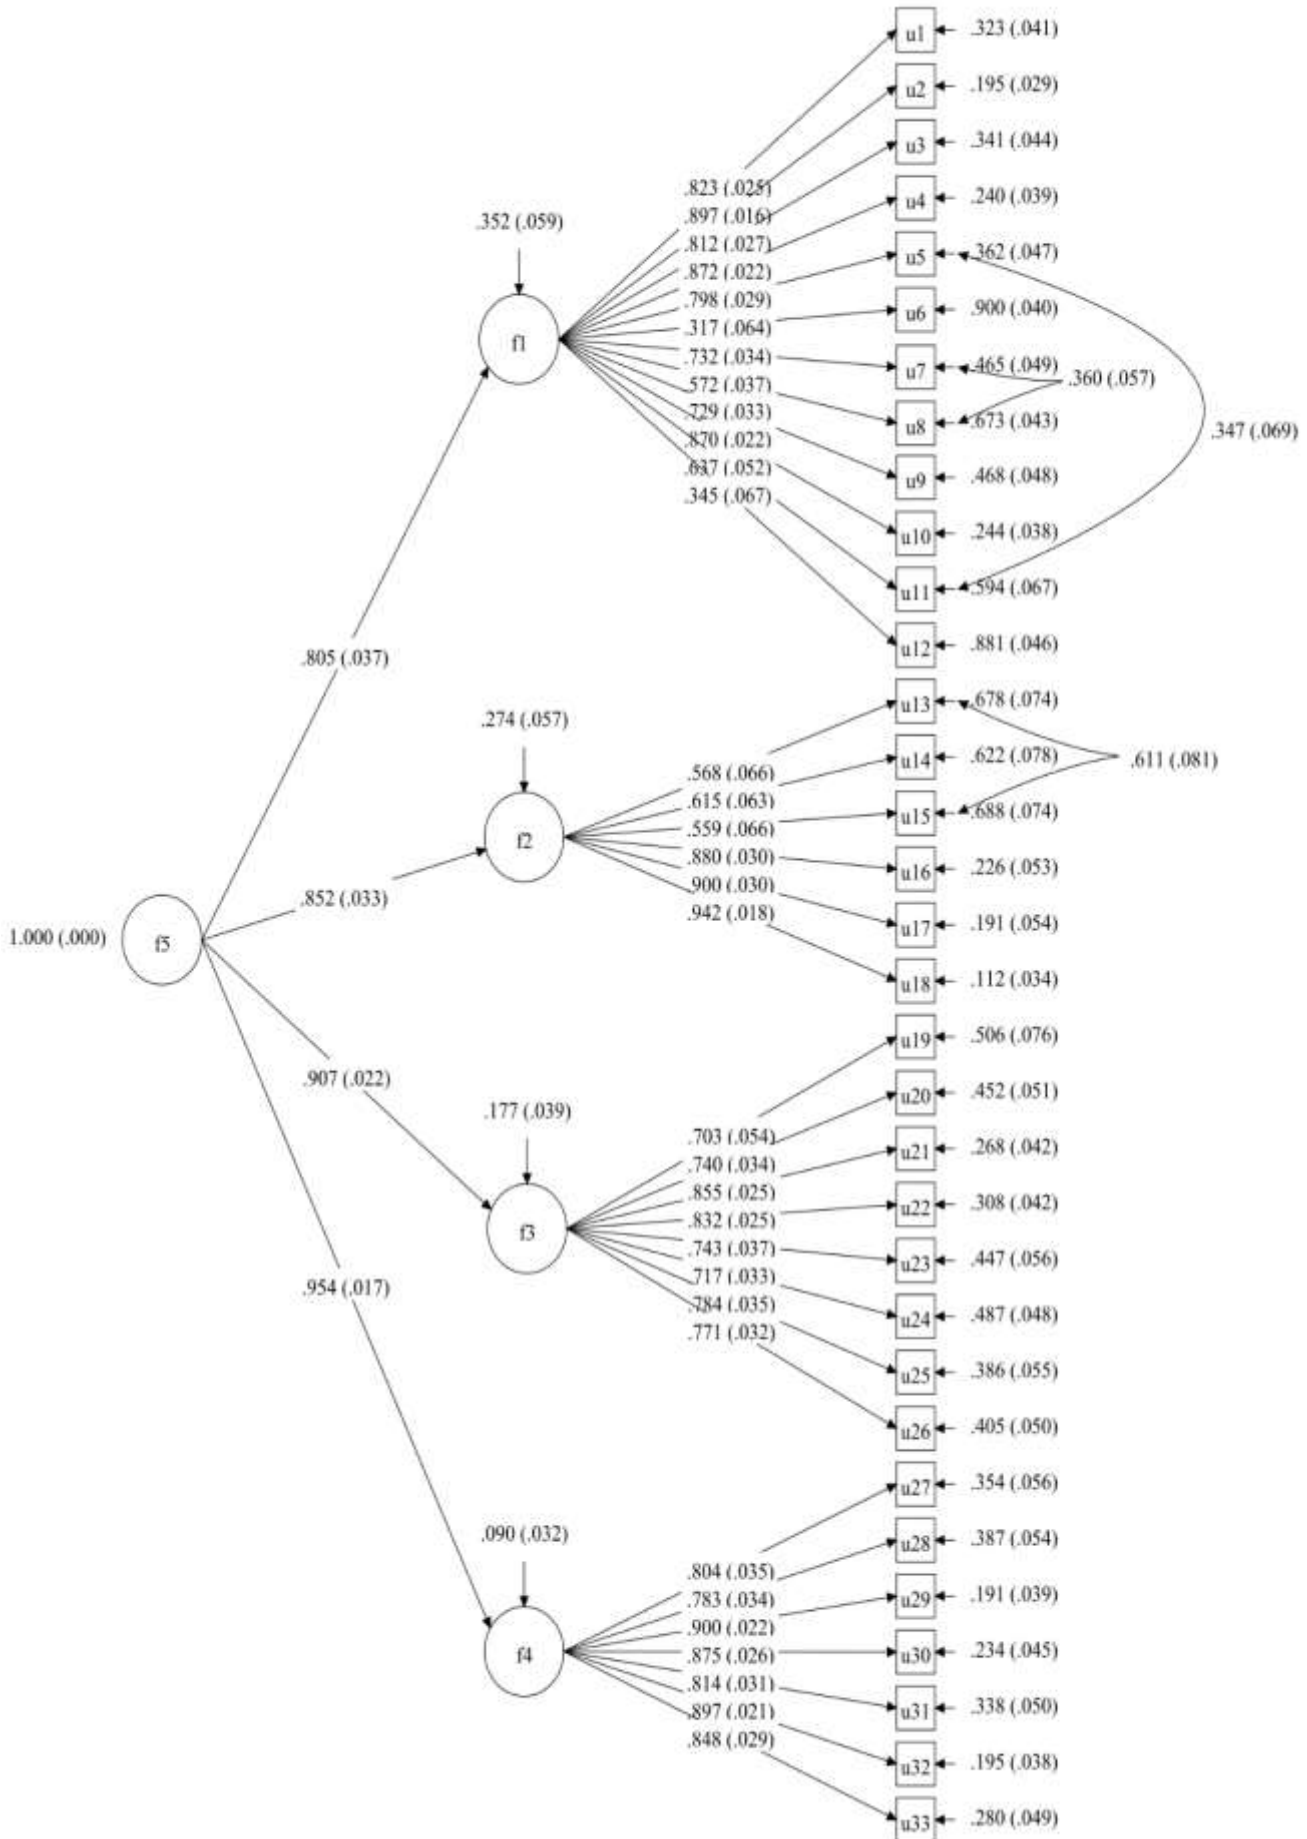 u1 .323 (.041)
u2 .195 (.029)
u3 .341 (.044)
.823 (.025)
u4 .240 (.039)
.897 (.016)
.352 (.059)
.812 (.027)
u5 .362 (.047)
.872 (.022)
.798 (.029)
u6 .900 (.040)
.317 (.064)
f1
.732 (.034)
u7 .465 (.049)
.360 (.057)
.572 (.037)
.729 (.033)
u8 .673 (.043)
.347 (.069)
.870 (.022)
.637 (.052)
u9 .468 (.048)
.345 (.067)
u10 .244 (.038)
u11 .594 (.067)
u12 .881 (.046)
.805 (.037)
u13 .678 (.074)
.274 (.057)
u14 .622 (.078)
.611 (.081)
.568 (.066)
.615 (.063)
u15 .688 (.074)
.559 (.066)
f2
.880 (.030)
u16 .226 (.053)
.900 (.030)
.852 (.033)
.942 (.018)
u17 .191 (.054)
1.000 (.000)
f5
u18 .112 (.034)
u19 .506 (.076)
.907 (.022)
u20 .452 (.051)
.177 (.039)
.703 (.054)
u21 .268 (.042)
.740 (.034)
.855 (.025)
u22 .308 (.042)
.832 (.025)
f3
.743 (.037)
u23 .447 (.056)
.717 (.033)
.954 (.017)
.784 (.035)
u24 .487 (.048)
.771 (.032)
u25 .386 (.055)
u26 .405 (.050)
u27 .354 (.056)
.090 (.032)
u28 .387 (.054)
.804 (.035)
u29 .191 (.039)
.783 (.034)
.900 (.022)
u30 .234 (.045)
f4
.875 (.026)
.814 (.031)
u31 .338 (.050)
.897 (.021)
.848 (.029)
u32 .195 (.038)
u33 .280 (.049)